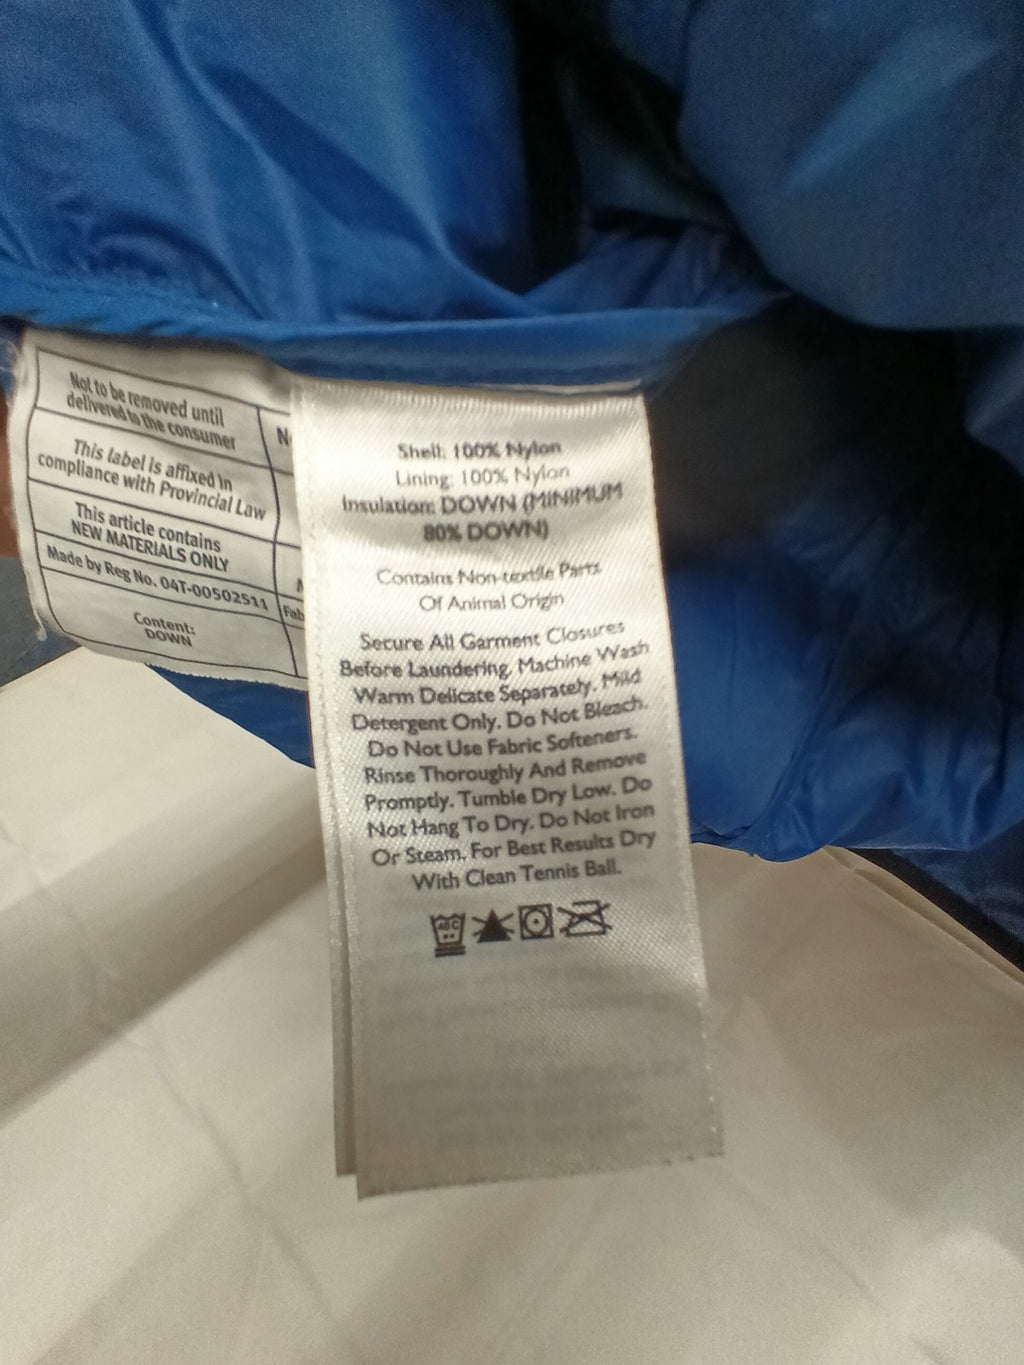 Not to be removed until
delivered to the consumer
This label is affixed in
compliance with Provincial Law
This article contains
NEW MATERIALS ONLY
Made by Reg No. 04T-00502511
Content:
DOWN
Shell: 100% Nylon
Lining: 100% Nylon
Insulation: DOWN (MINIMUM
80% DOWN)
Contains Non-textile Parts
Of Animal Origin
Secure All Garment Closures
Before Laundering, Machine Wash
Warm Delicate Separately. Mild
Detergent Only. Do Not Bleach.
Do Not Use Fabric Softeners.
Rinse Thoroughly And Remove
Promptly. Tumble Dry Low. Do
Not Hang To Dry. Do Not Iron
Or Steam. For Best Results Dry
With Clean Tennis Ball.
40C